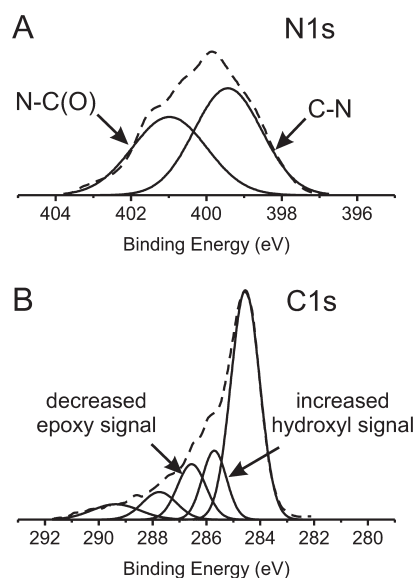 A
N1s
N-C(O)
C-N
404 402 400 398 396
Binding Energy (eV)
B
C1s
decreased
epoxy signal
increased
hydroxyl signal
292 290 288 286 284 282 280
Binding Energy (eV)